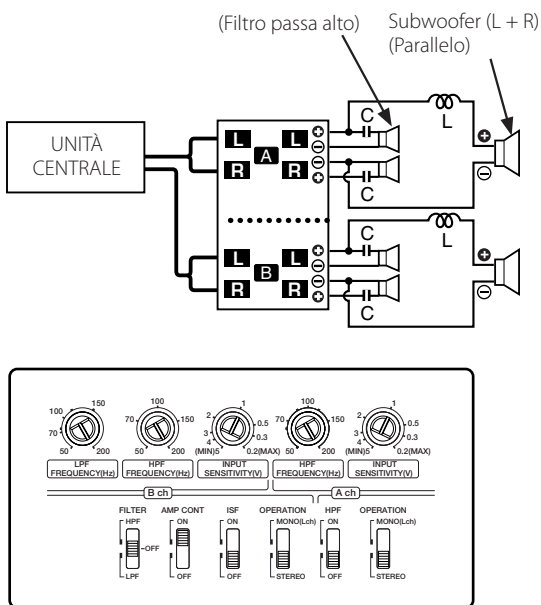 (Filtro passa alto)
Subwoofer (L + R)
(Parallelo)
UNITÀ
CENTRALE
L L
A
R R
L L
B
R R
C
C
L
C
C
L
100 150
70
50 200
LPF
FREQUENCY(Hz)
100
70 150
50 200
HPF
FREQUENCY(Hz)
1
2 0.5
3 0.3
4
(MIN)5 0.2(MAX)
INPUT
SENSITIVITY(V)
100
70 150
50 200
HPF
FREQUENCY(Hz)
1
2 0.5
3 0.3
4
(MIN)5 0.2(MAX)
INPUT
SENSITIVITY(V)
B ch
A ch
FILTER
HPF
OFF
LPF
AMP CONT
ON
OFF
ISF
ON
OFF
OPERATION
MONO(Lch)
STEREO
HPF
ON
OFF
OPERATION
MONO(Lch)
STEREO